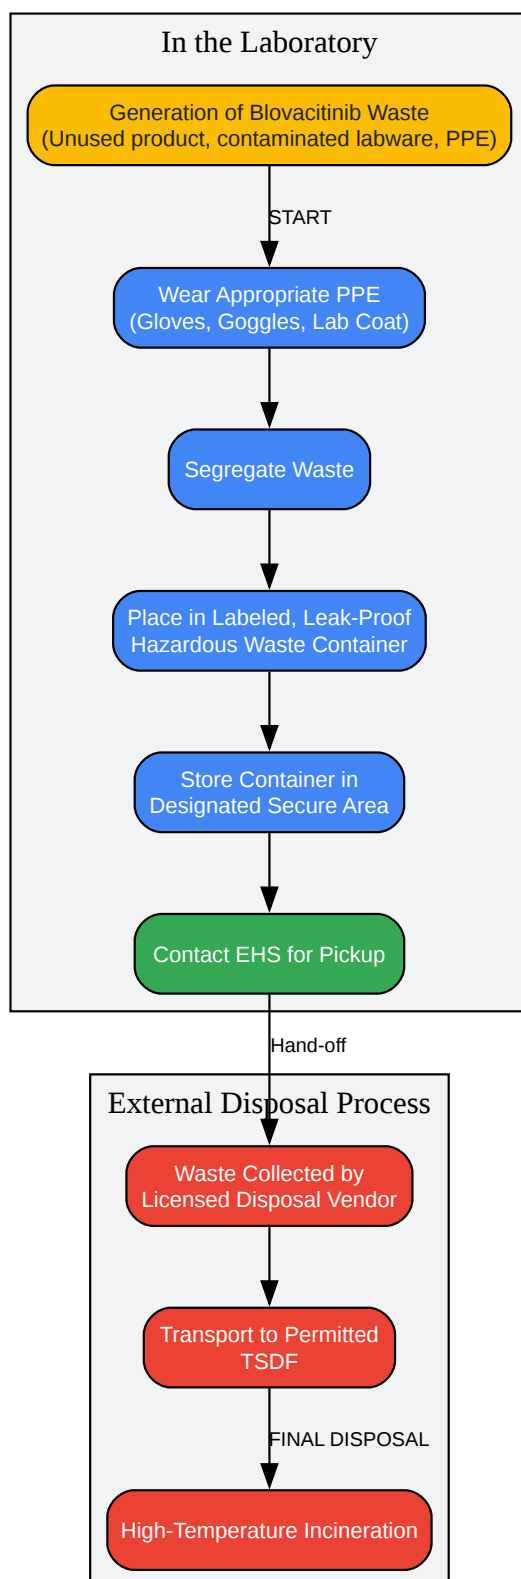 In the Laboratory
Generation of Blovacitinib Waste
(Unused product, contaminated labware, PPE)
START
Wear Appropriate PPE
(Gloves, Goggles, Lab Coat)
Segregate Waste
Place in Labeled, Leak-Proof
Hazardous Waste Container
Store Container in
Designated Secure Area
Contact EHS for Pickup
Hand-off
External Disposal Process
Waste Collected by
Licensed Disposal Vendor
Transport to Permitted
TSDF
FINAL DISPOSAL
High-Temperature Incineration